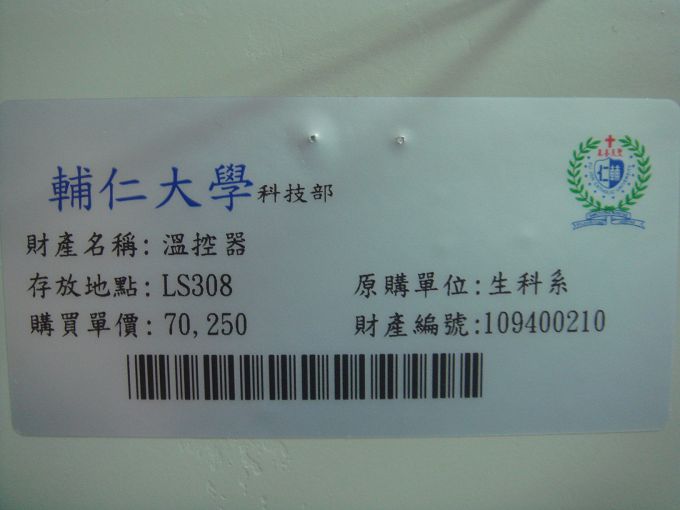 輔仁大學科技部
財產名稱: 溫控器
存放地點: LS308
原購單位:生科系
購買單價: 70,250
財產編號:109400210